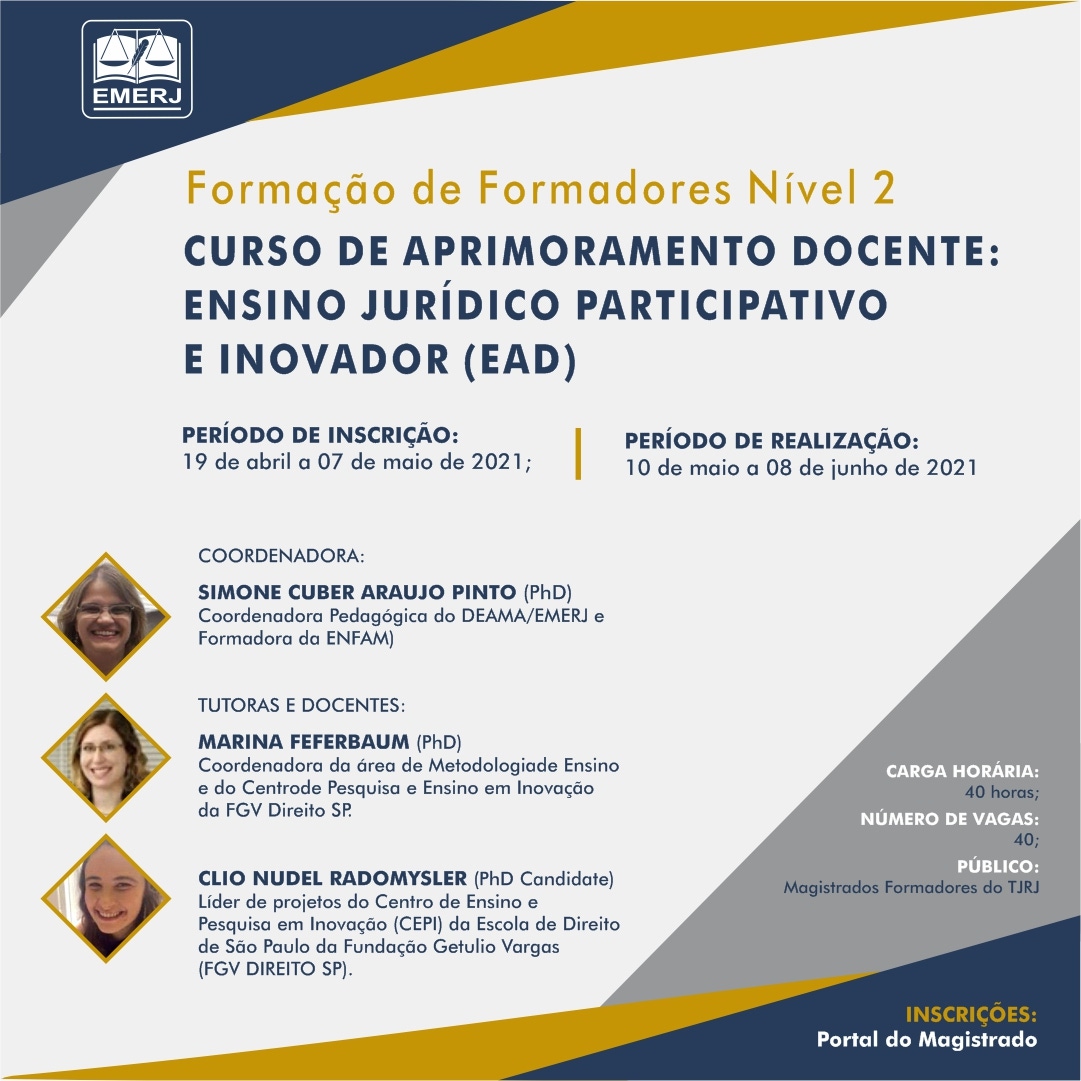 EMERJ
Formação de Formadores Nível 2
CURSO DE APRIMORAMENTO DOCENTE:
ENSINO JURÍDICO PARTICIPATIVO
E INOVADOR (EAD)
PERÍODO DE INSCRIÇÃO:
19 de abril a 07 de maio de 2021;
PERÍODO DE REALIZAÇÃO:
10 de maio a 08 de junho de 2021
COORDENADORA:
SIMONE CUBER ARAUJO PINTO (PhD)
Coordenadora Pedagógica do DEAMA/EMERJ e
Formadora da ENFAM)
TUTORAS E DOCENTES:
MARINA FEFERBAUM (PhD)
Coordenadora da área de Metodologiade Ensino
e do Centrode Pesquisa e Ensino em Inovação
da FGV Direito SP.
CLIO NUDEL RADOMYSLER (PhD Candidate)
Líder de projetos do Centro de Ensino e
Pesquisa em Inovação (CEPI) da Escola de Direito
de São Paulo da Fundação Getulio Vargas
(FGV DIREITO SP).
CARGA HORÁRIA:
40 horas;
NÚMERO DE VAGAS:
40;
PÚBLICO:
Magistrados Formadores do TJRJ
INSCRIÇÕES:
Portal do Magistrado